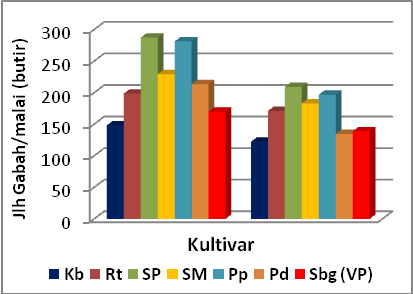 Jlh Gabah/malai (butir)
300
250
200
150
100
50
0
Kultivar
Kb Rt SP SM Pp Pd Sbg (VP)